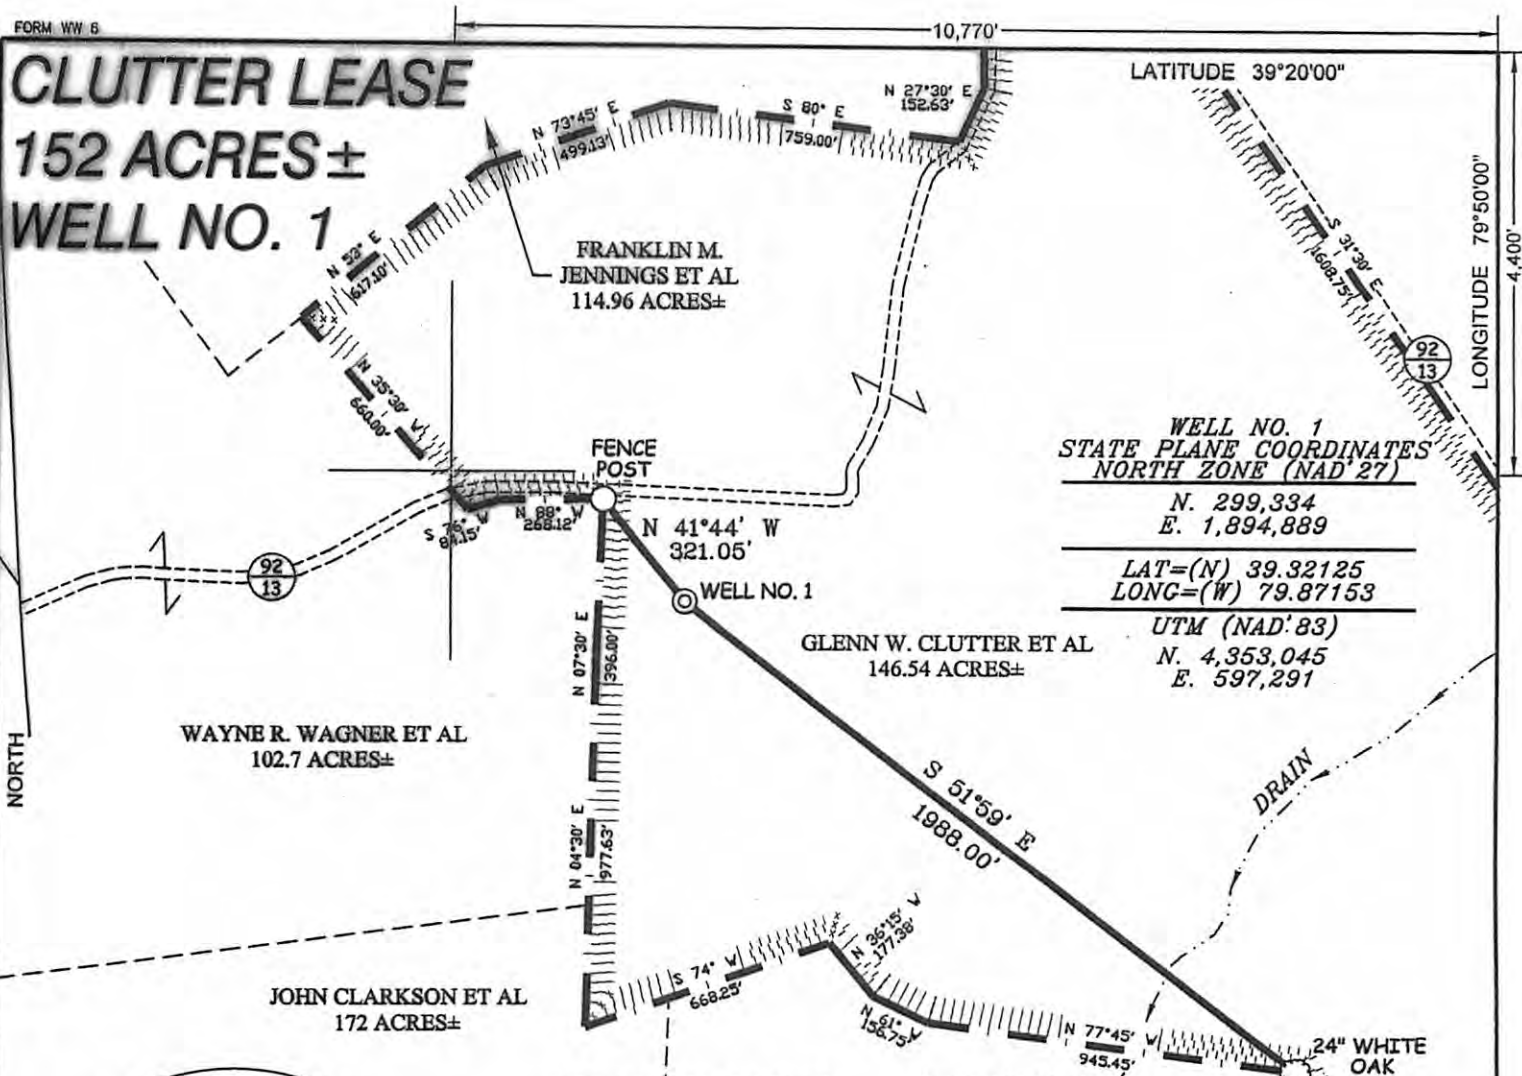 FORM WW 6
10,770'
CLUTTER LEASE
152 ACRES±
WELL NO. 1
LATITUDE 39°20'00"
LONGITUDE 79°50'00"
4,400'
N 27°30' E
152.63'
S 80° E
759.00'
N 73°45' E
499.13'
N 53° E
617.10'
FRANKLIN M.
JENNINGS ET AL
114.96 ACRES±
S 31°30' E
1608.75'
92
13
N 35°30' W
660.00'
FENCE
POST
WELL NO. 1
STATE PLANE COORDINATES
NORTH ZONE (NAD'27)
N. 299,334
E. 1,894,889
LAT=(N) 39.32125
LONG=(W) 79.87153
UTM (NAD'83)
N. 4,353,045
E. 597,291
S 76° W
84.15'
N 88° W
268.12'
N 41°44' W
321.05'
92
13
WELL NO. 1
GLENN W. CLUTTER ET AL
146.54 ACRES±
N 07°30' E
396.00'
WAYNE R. WAGNER ET AL
102.7 ACRES±
NORTH
DRAIN
S 51°59' E
1988.00'
N 04°30' E
977.63'
N 36°15' W
177.38'
S 74° W
668.25'
JOHN CLARKSON ET AL
172 ACRES±
N 61° W
156.75'
N 77°45' W
945.45'
24" WHITE
OAK